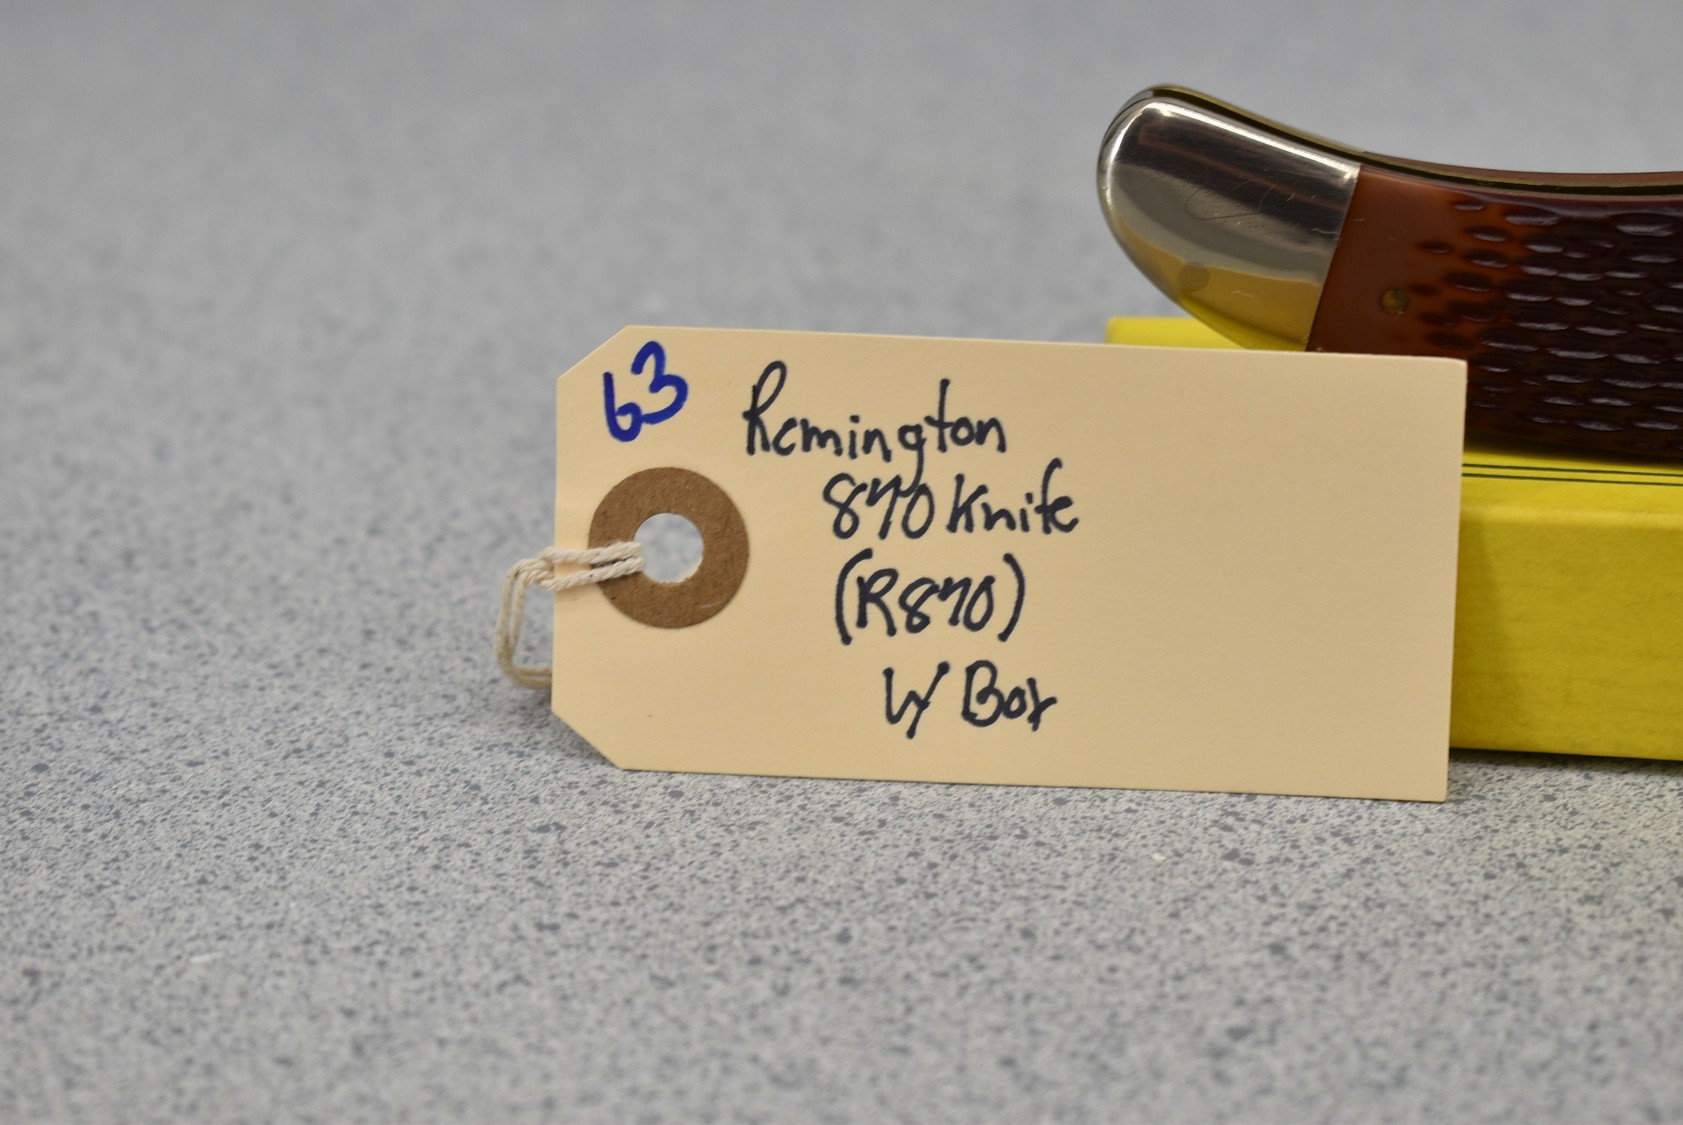 63
Remington
870 Knife
(R870)
W/ Box